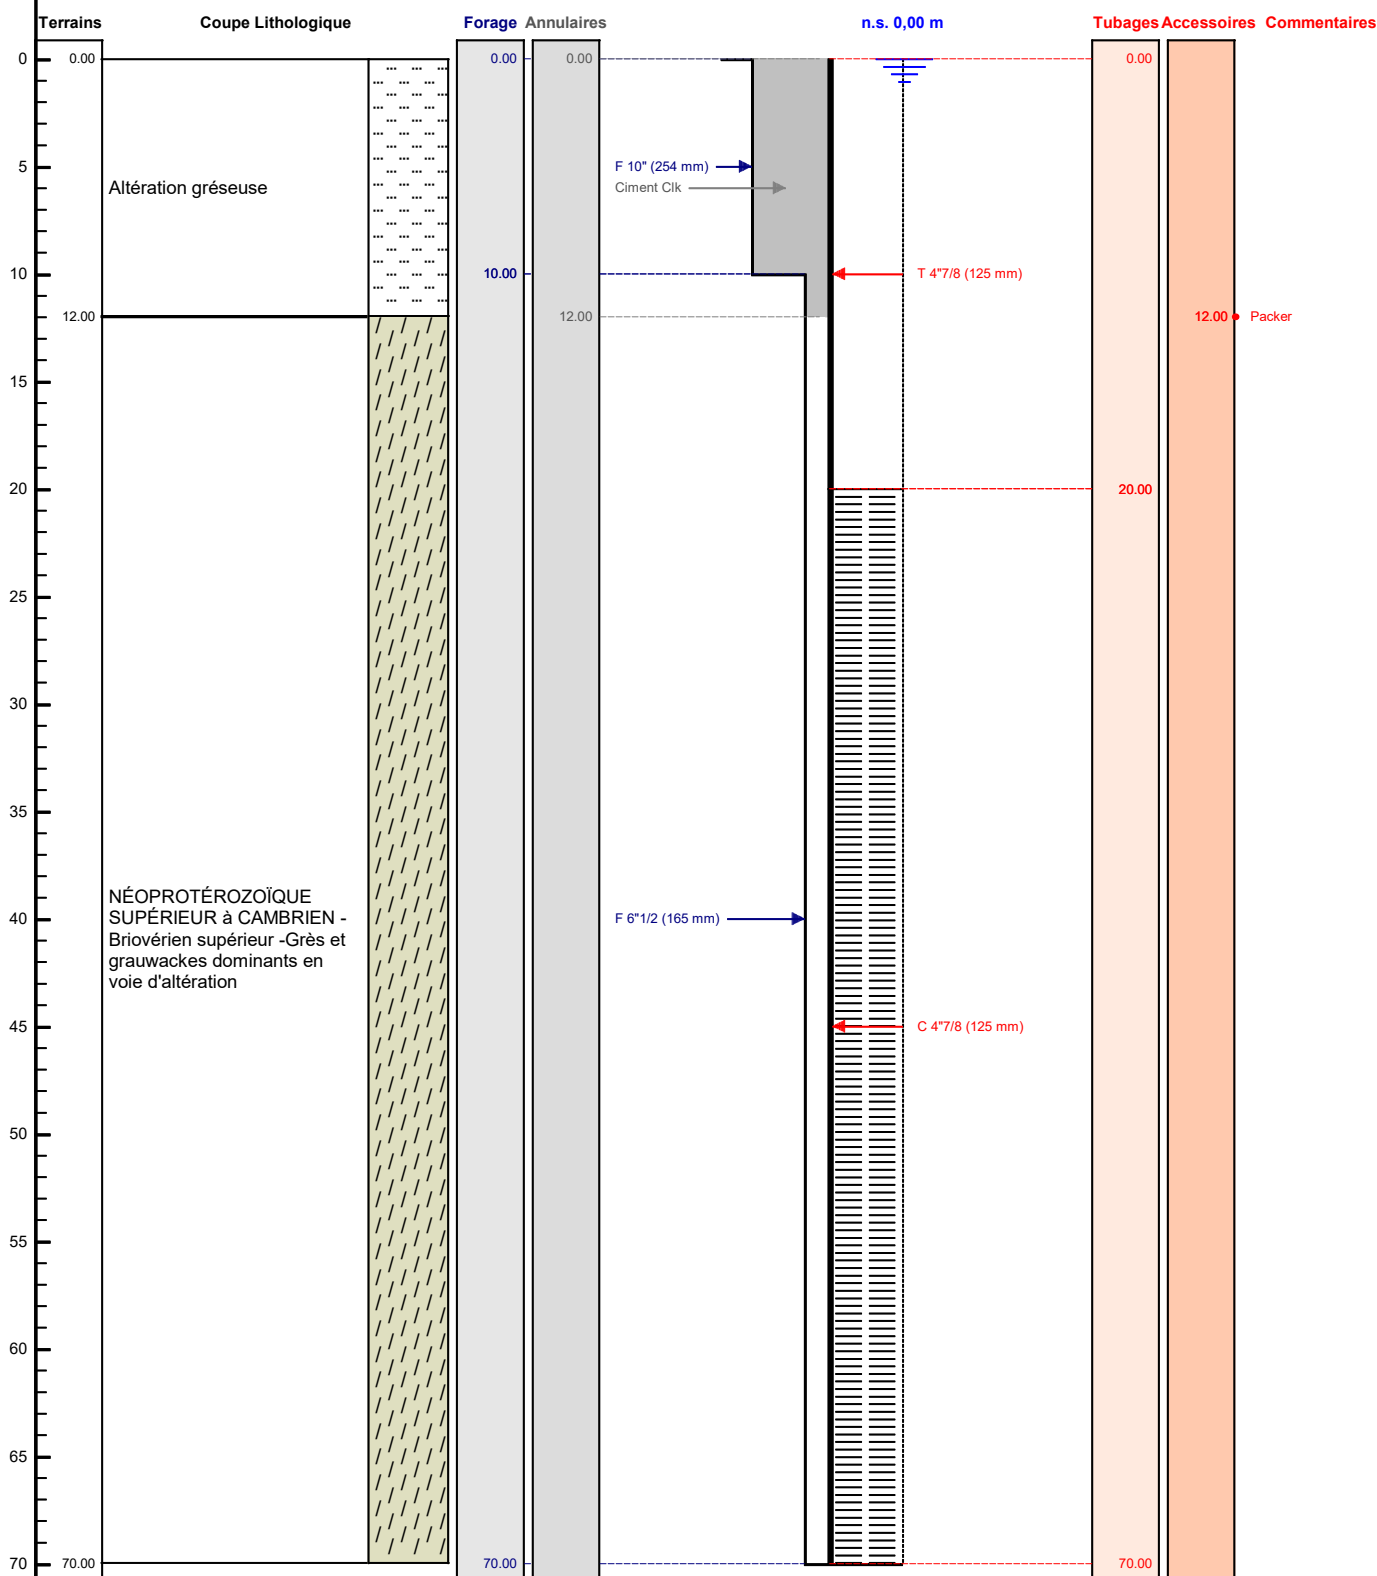 Terrains Coupe Lithologique Forage Annulaires n.s. 0,00 m Tubages Accessoires Commentaires
0 0.00 0.00 0.00 0.00
5 F 10" (254 mm)
Altération gréseuse Ciment Clk
10 10.00 T 4"7/8 (125 mm)
12.00 12.00 12.00 Packer
15
20 20.00
25
30
35
NÉOPROTÉROZOÏQUE
SUPÉRIEUR à CAMBRIEN -
40 F 6"1/2 (165 mm)
Briovérien supérieur -Grès et
grauwackes dominants en
voie d'altération
45 C 4"7/8 (125 mm)
50
55
60
65
70 70.00 70.00 70.00